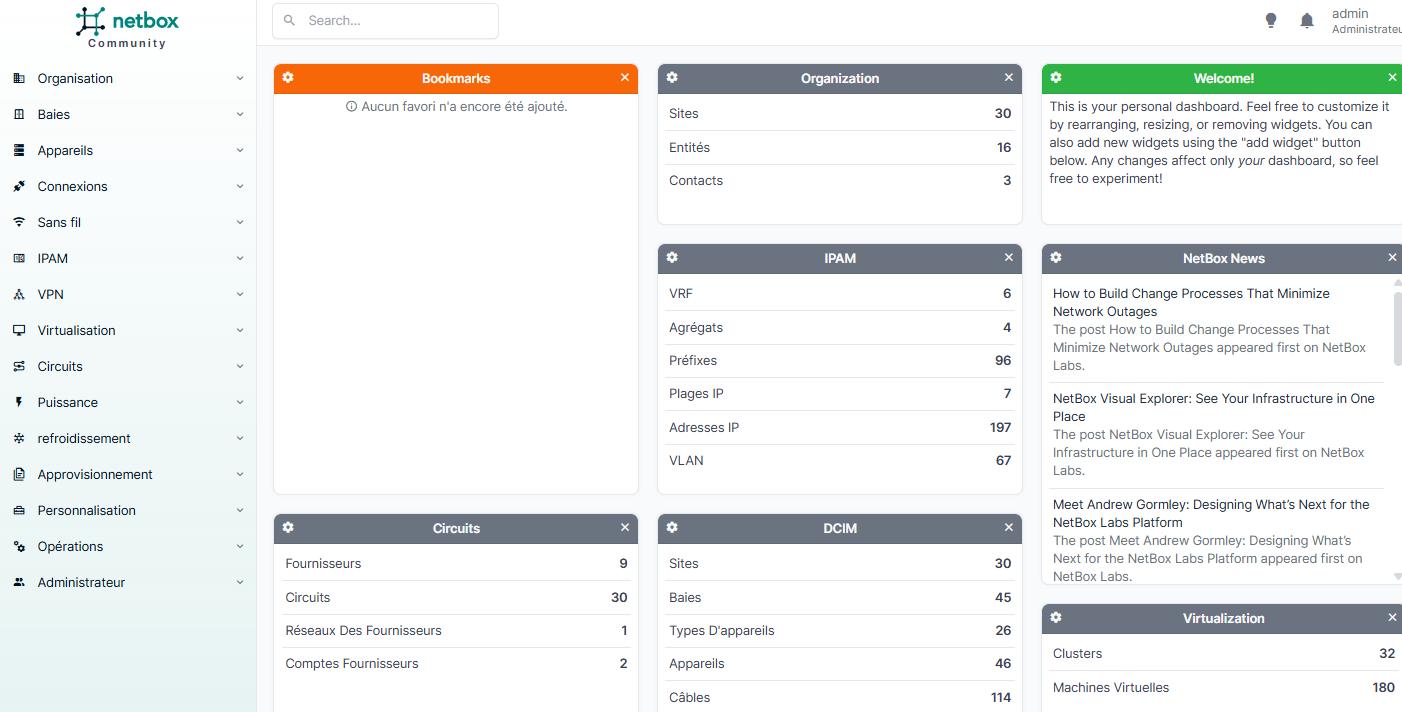 netbox
Community
Search...
admin
Administrateu
Organisation
Baies
Appareils
Connexions
Sans fil
IPAM
VPN
Virtualisation
Circuits
Puissance
refroidissement
Approvisionnement
Personnalisation
Opérations
Administrateur
Bookmarks
Aucun favori n'a encore été ajouté.
Circuits
Fournisseurs 9
Circuits 30
Réseaux Des Fournisseurs 1
Comptes Fournisseurs 2
Organization
Sites 30
Entités 16
Contacts 3
IPAM
VRF 6
Agrégats 4
Préfixes 96
Plages IP 7
Adresses IP 197
VLAN 67
DCIM
Sites 30
Baies 45
Types D'appareils 26
Appareils 46
Câbles 114
Welcome!
This is your personal dashboard. Feel free to customize it
by rearranging, resizing, or removing widgets. You can
also add new widgets using the "add widget" button
below. Any changes affect only your dashboard, so feel
free to experiment!
NetBox News
How to Build Change Processes That Minimize
Network Outages
The post How to Build Change Processes That
Minimize Network Outages appeared first on NetBox
Labs.
NetBox Visual Explorer: See Your Infrastructure in One
Place
The post NetBox Visual Explorer: See Your
Infrastructure in One Place appeared first on NetBox
Labs.
Meet Andrew Gormley: Designing What’s Next for the
NetBox Labs Platform
The post Meet Andrew Gormley: Designing What’s
Next for the NetBox Labs Platform appeared first on
NetBox Labs.
Virtualization
Clusters 32
Machines Virtuelles 180